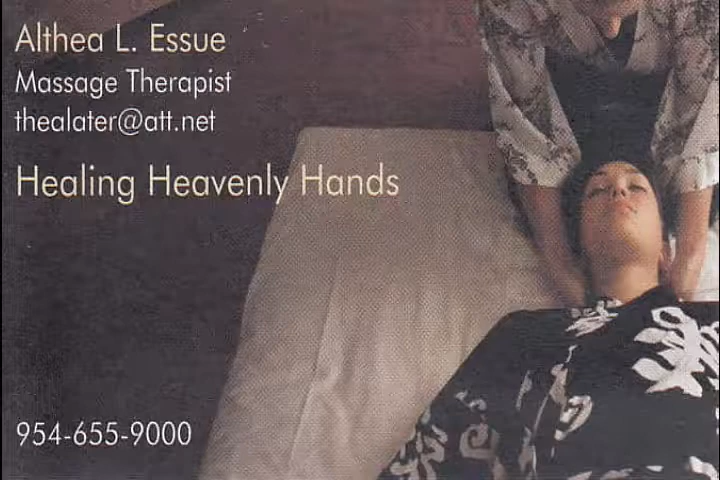 Althea L. Essue
Massage Therapist
thealater@att.net
Healing Heavenly Hands
954-655-9000